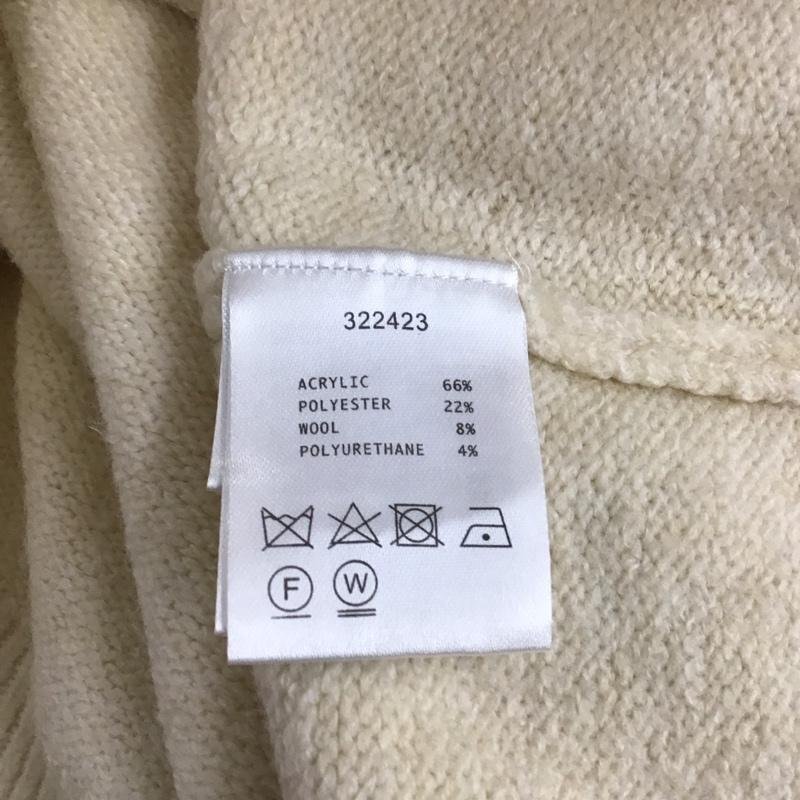 322423
ACRYLIC 66%
POLYESTER 22%
WOOL 8%
POLYURETHANE 4%
F W